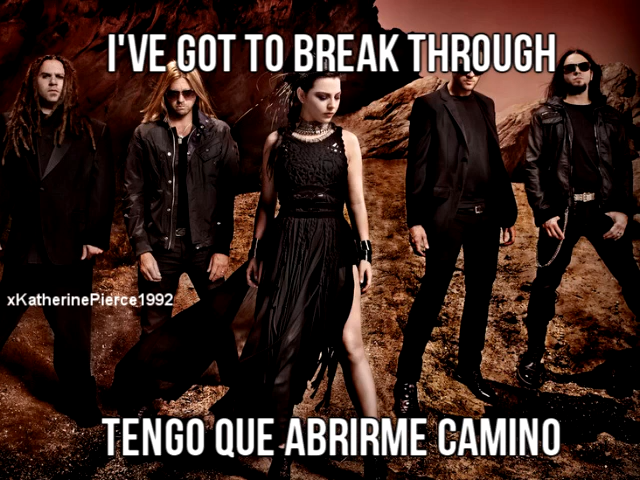 I'VE GOT TO BREAK THROUGH
xKatherinePierce1992
TENGO QUE ABRIRME CAMINO